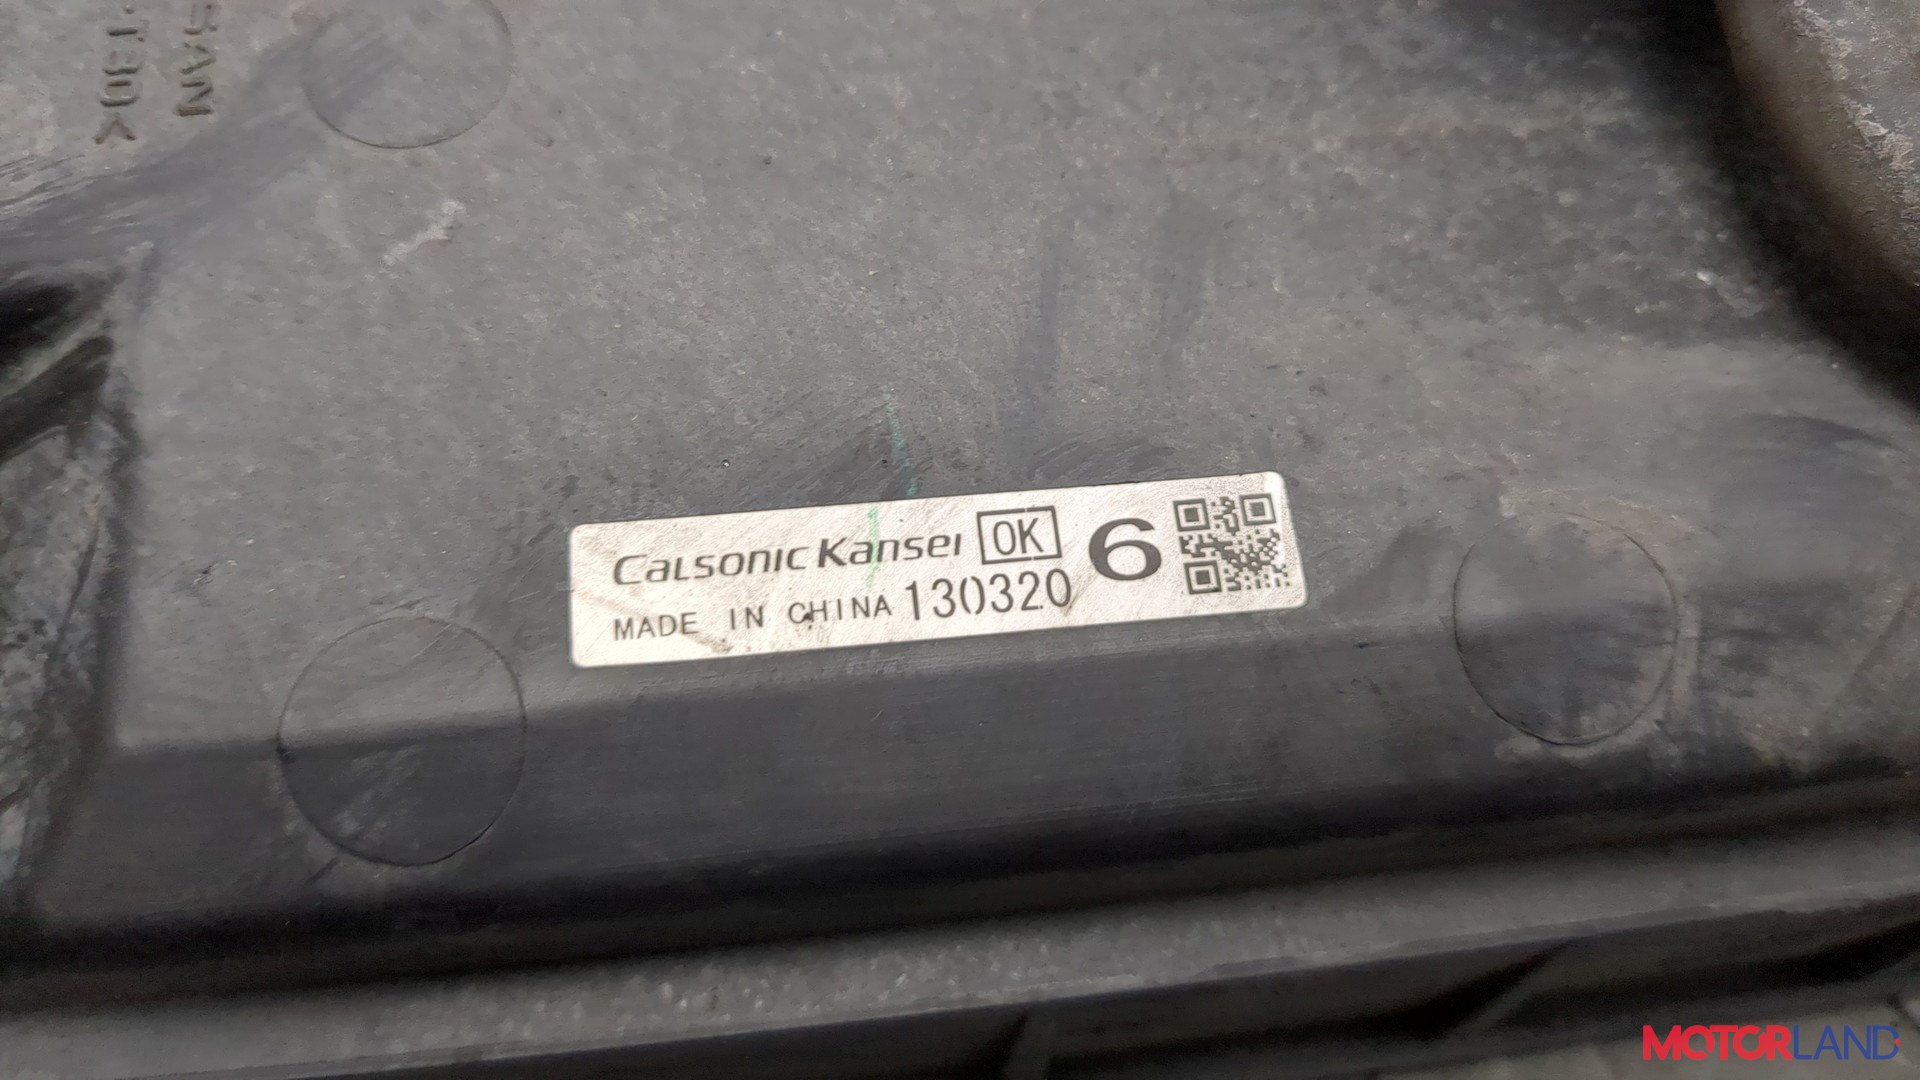 CALSONIC KANSEI OK 6
MADE IN CHINA 130320
MOTORLAND